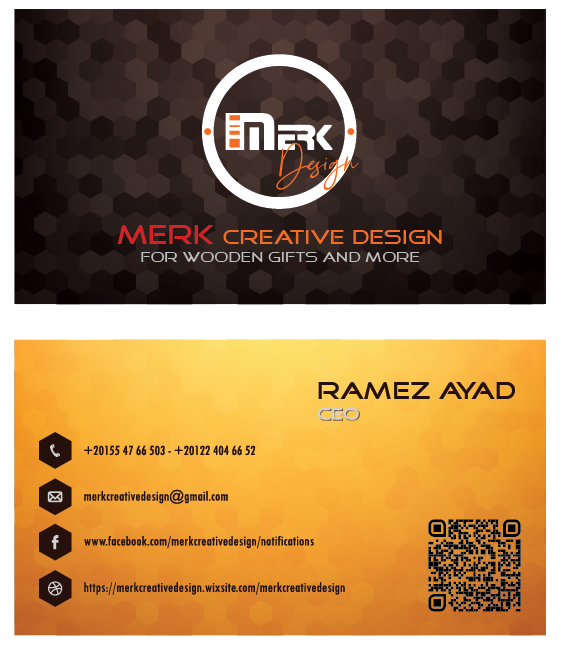 MERK
Design
MERK CREATIVE DESIGN
FOR WOODEN GIFTS AND MORE
RAMEZ AYAD
CEO
+20155 47 66 503 - +20122 404 66 52
merkcreativedesign@gmail.com
www.facebook.com/merkcreativedesign/notifications
https://merkcreativedesign.wixsite.com/merkcreativedesign